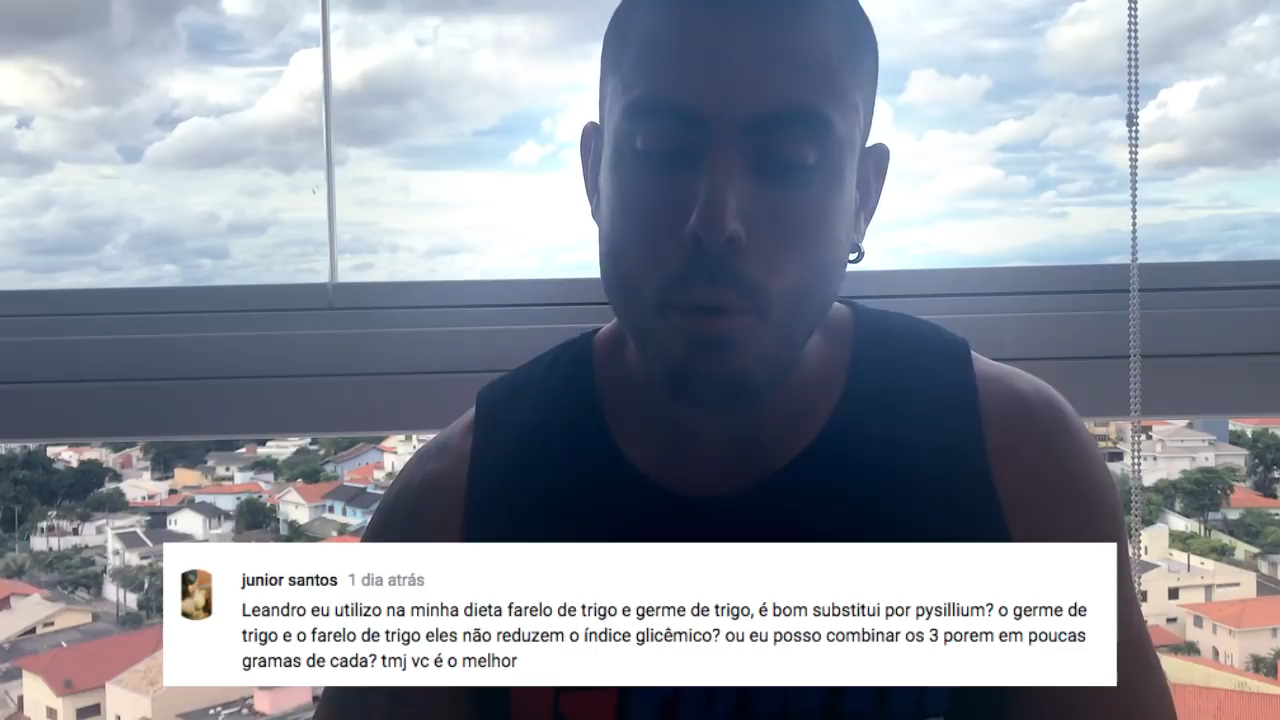 junior santos 1 dia atrás
Leandro eu utilizo na minha dieta farelo de trigo e germe de trigo, é bom substitui por pysillium? o germe de
trigo e o farelo de trigo eles não reduzem o índice glicêmico? ou eu posso combinar os 3 porem em poucas
gramas de cada? tmj vc é o melhor